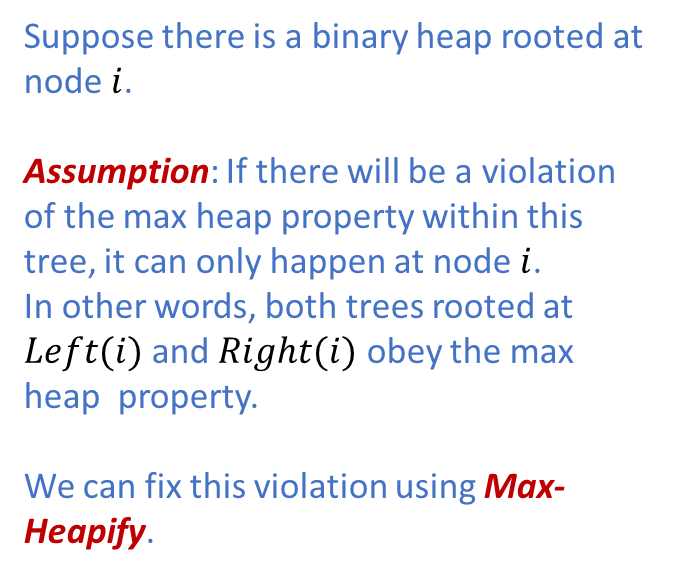 Suppose there is a binary heap rooted at
node i.
Assumption: If there will be a violation
of the max heap property within this
tree, it can only happen at node i.
In other words, both trees rooted at
Left(i) and Right(i) obey the max
heap property.
We can fix this violation using Max-
Heapify.